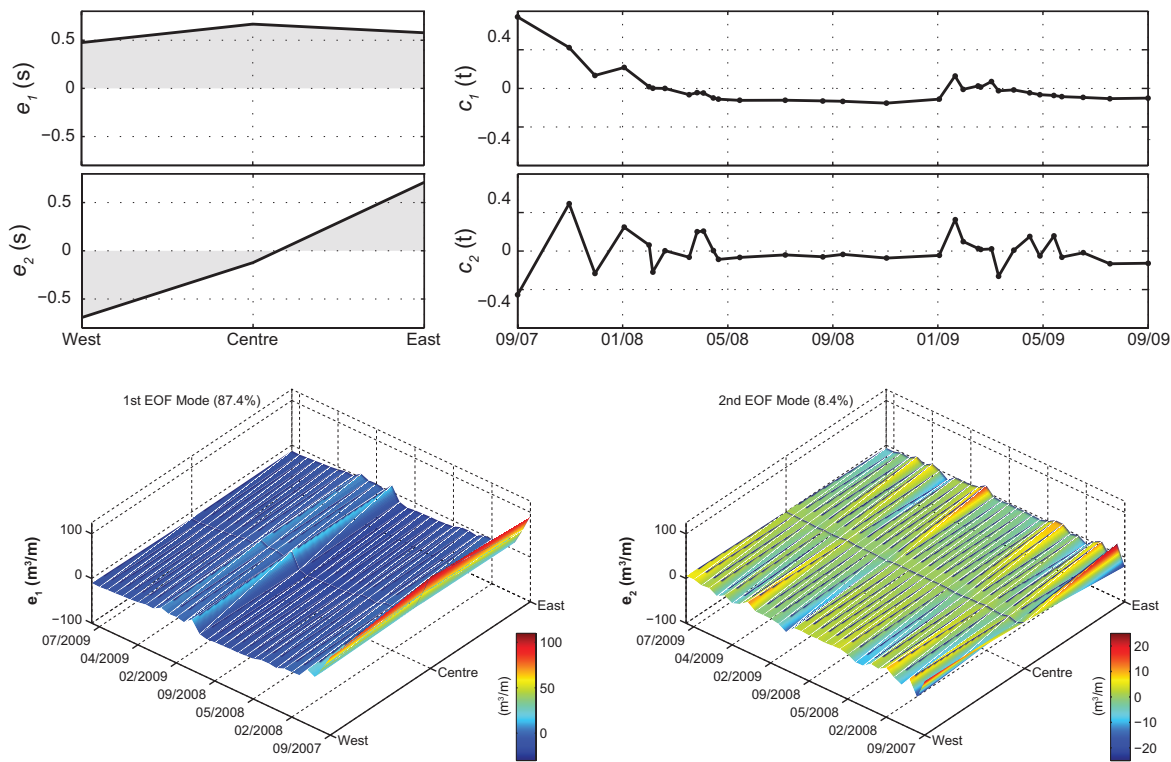 e1 (s)
0.5
0
−0.5
c1 (t)
0.4
0
−0.4
e2 (s)
0.5
0
−0.5
West
Centre
East
c2 (t)
0.4
0
−0.4
09/07
01/08
05/08
09/08
01/09
05/09
09/09
1st EOF Mode (87.4%)
e1 (m³/m)
100
0
−100
07/2009
04/2009
02/2009
09/2008
05/2008
02/2008
09/2007
West
Centre
East
(m³/m)
100
50
0
2nd EOF Mode (8.4%)
e2 (m³/m)
100
0
−100
07/2009
04/2009
02/2009
09/2008
05/2008
02/2008
09/2007
West
Centre
East
(m³/m)
20
10
0
−10
−20